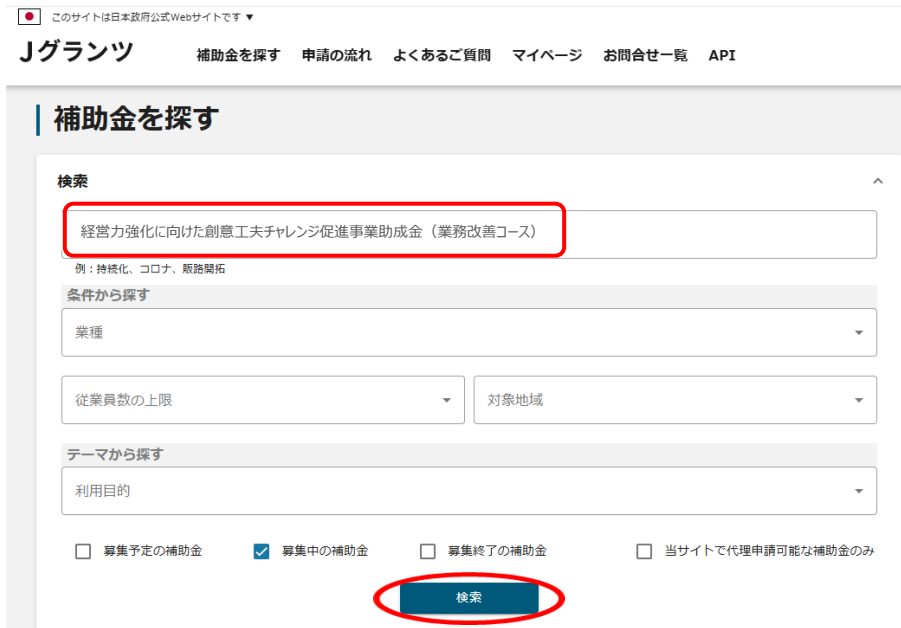 このサイトは日本政府公式Webサイトです ▼
Jグランツ 補助金を探す 申請の流れ よくあるご質問 マイページ お問合せ一覧 API
補助金を探す
検索
経営力強化に向けた創意工夫チャレンジ促進事業助成金（業務改善コース）
例：持続化、コロナ、販路開拓
条件から探す
業種
従業員数の上限 対象地域
テーマから探す
利用目的
募集予定の補助金 募集中の補助金 募集終了の補助金 当サイトで代理申請可能な補助金のみ
検索